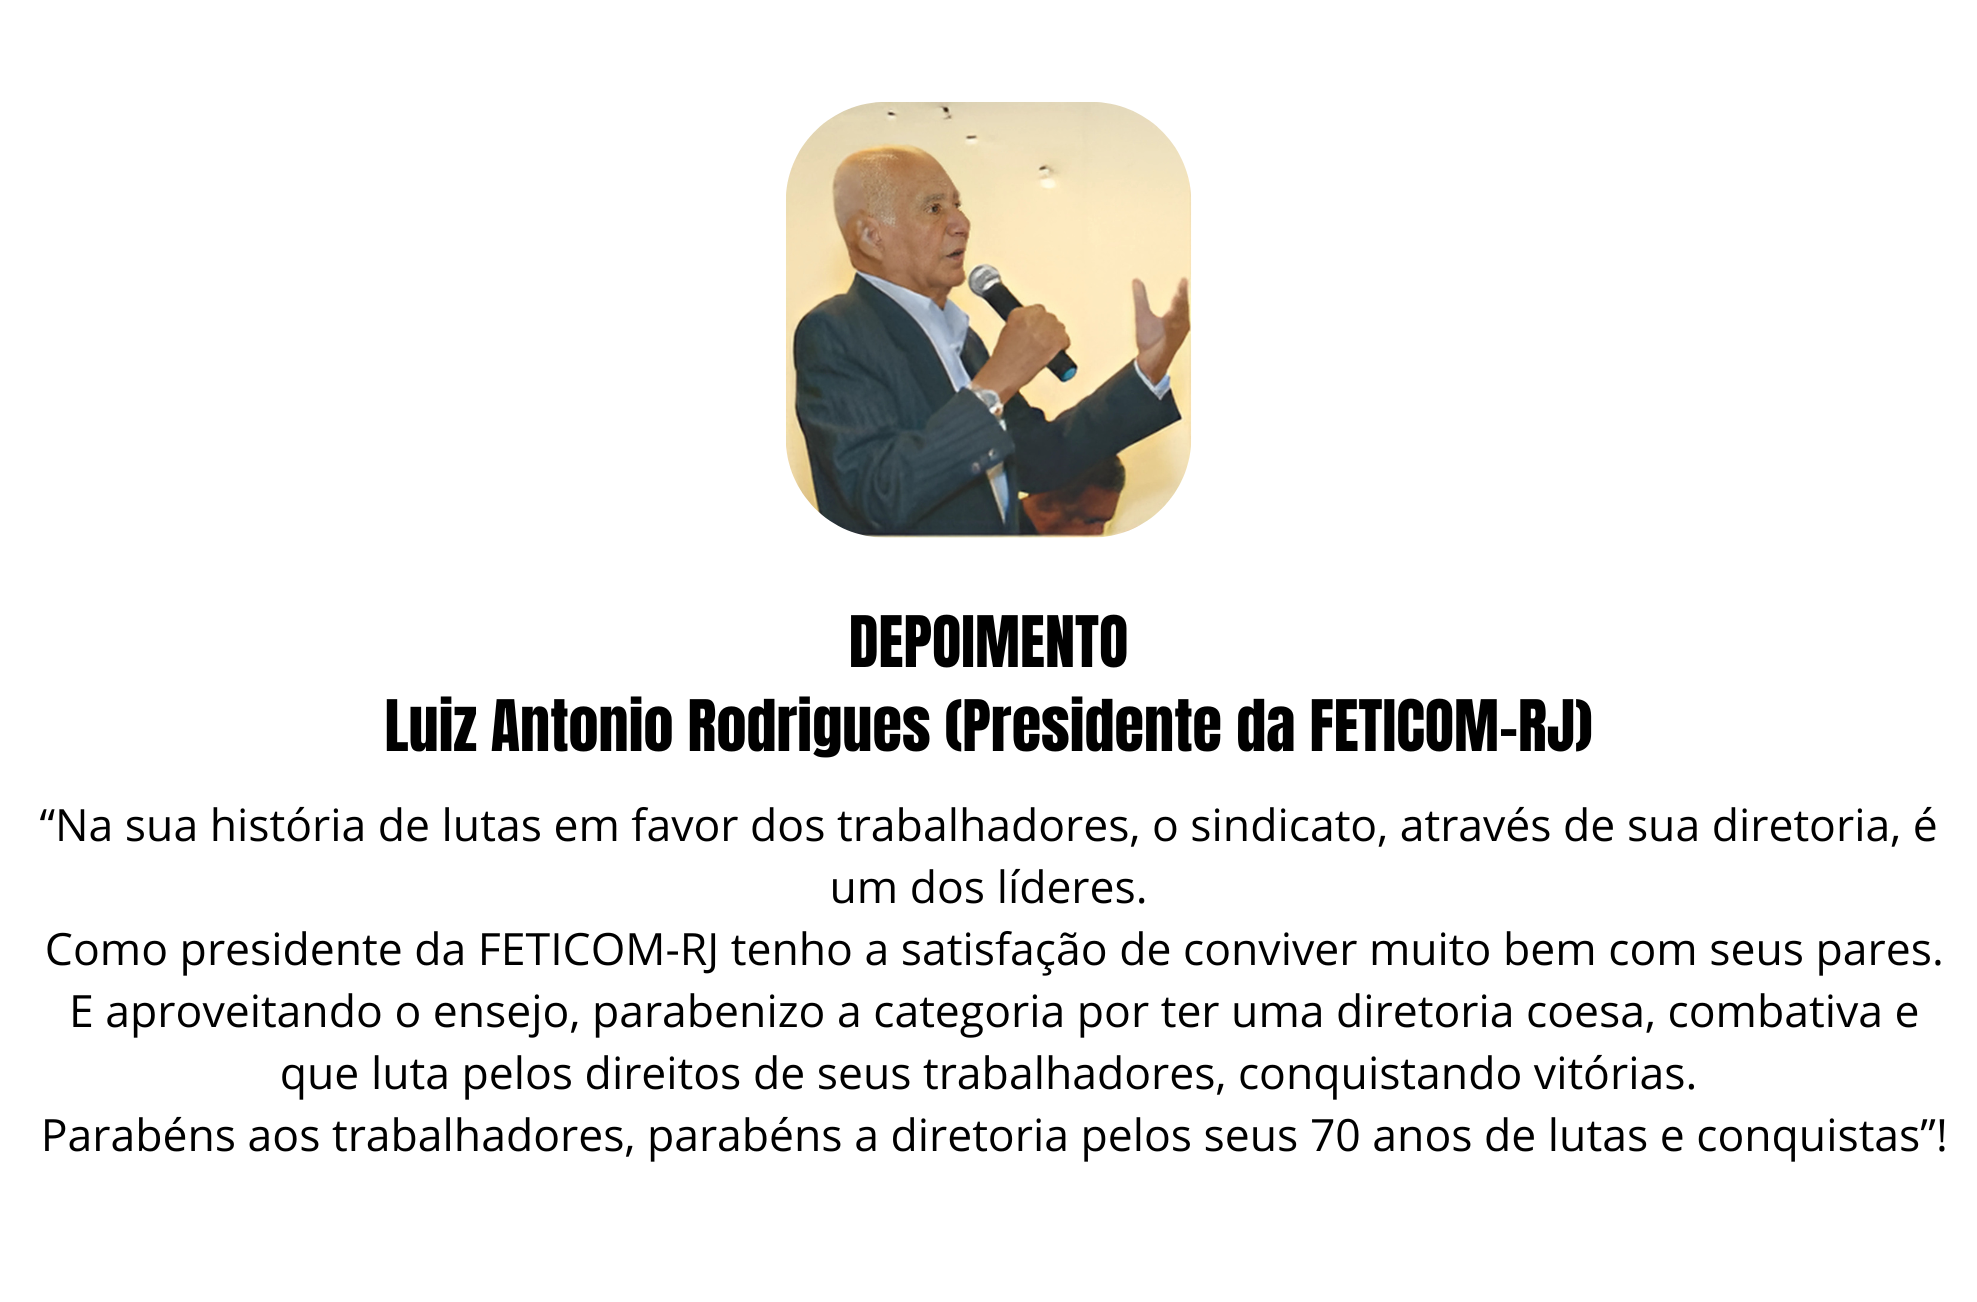 DEPOIMENTO
Luiz Antonio Rodrigues (Presidente da FETICOM-RJ)
“Na sua história de lutas em favor dos trabalhadores, o sindicato, através de sua diretoria, é
um dos líderes.
Como presidente da FETICOM-RJ tenho a satisfação de conviver muito bem com seus pares.
E aproveitando o ensejo, parabenizo a categoria por ter uma diretoria coesa, combativa e
que luta pelos direitos de seus trabalhadores, conquistando vitórias.
Parabéns aos trabalhadores, parabéns a diretoria pelos seus 70 anos de lutas e conquistas”!